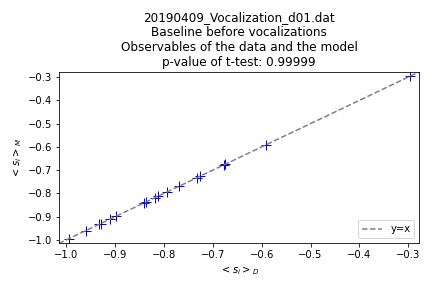 20190409_Vocalization_d01.dat
Baseline before vocalizations
Observables of the data and the model
p-value of t-test: 0.99999
−0.3
−0.4
−0.5
−0.6
−0.7
−0.8
−0.9
−1.0
< s_i >_M
y=x
−1.0 −0.9 −0.8 −0.7 −0.6 −0.5 −0.4 −0.3
< s_i >_D